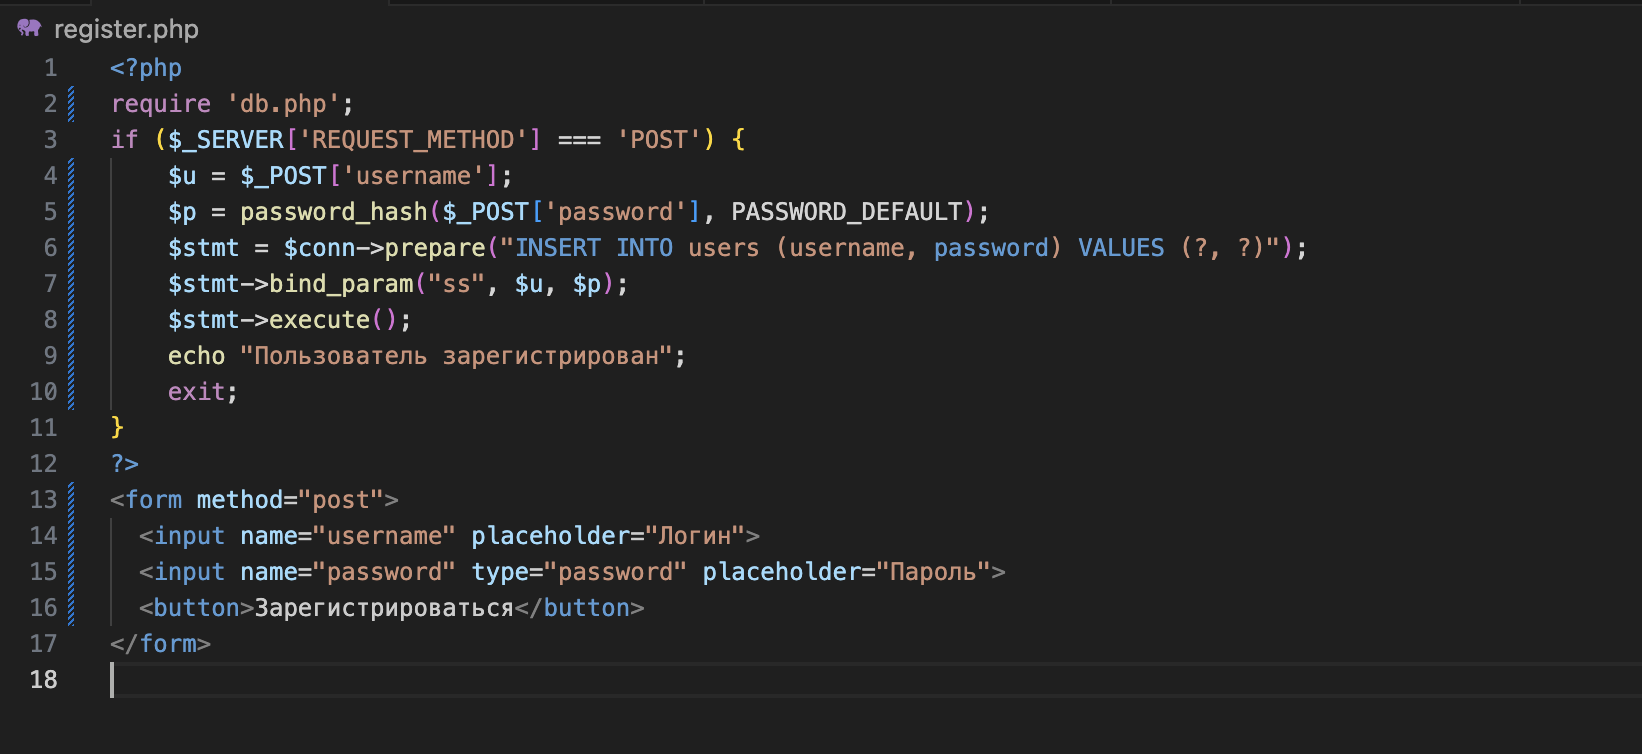 register.php
1 <?php
2 require 'db.php';
3 if ($_SERVER['REQUEST_METHOD'] === 'POST') {
4     $u = $_POST['username'];
5     $p = password_hash($_POST['password'], PASSWORD_DEFAULT);
6     $stmt = $conn->prepare("INSERT INTO users (username, password) VALUES (?, ?)");
7     $stmt->bind_param("ss", $u, $p);
8     $stmt->execute();
9     echo "Пользователь зарегистрирован";
10     exit;
11 }
12 ?>
13 <form method="post">
14   <input name="username" placeholder="Логин">
15   <input name="password" type="password" placeholder="Пароль">
16   <button>Зарегистрироваться</button>
17 </form>
18